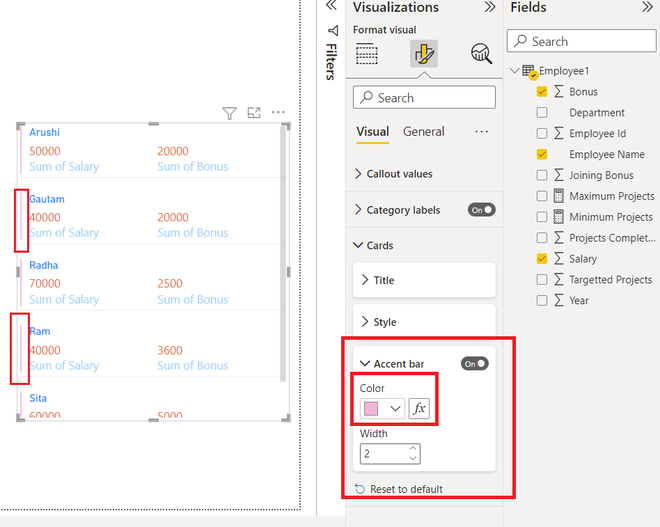 Visualizations
Fields
Format visual
Filters
Search
Search
Employee1
Bonus
Department
Employee Id
Employee Name
Joining Bonus
Maximum Projects
Minimum Projects
Projects Complet...
Salary
Targetted Projects
Year
Visual General ...
Callout values
Category labels On
Cards
Title
Style
Accent bar On
Color
fx
Width
2
Reset to default
Arushi
50000 20000
Sum of Salary Sum of Bonus
Gautam
40000 20000
Sum of Salary Sum of Bonus
Radha
70000 2500
Sum of Salary Sum of Bonus
Ram
40000 3600
Sum of Salary Sum of Bonus
Sita
60000 5000